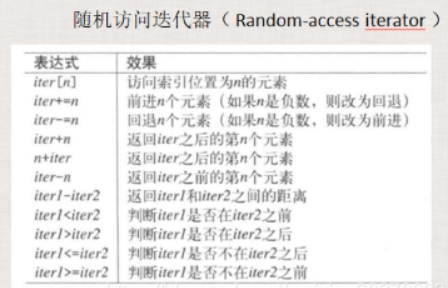 随机访问迭代器（Random-access iterator）
表达式 效果
iter[n] 访问索引位置为n的元素
iter+=n 前进n个元素（如果n是负数，则改为回退）
iter-=n 回退n个元素（如果n是负数，则改为前进）
iter+n 返回iter之后的第n个元素
n+iter 返回iter之后的第n个元素
iter-n 返回iter之前的第n个元素
iter1-iter2 返回iter1和iter2之间的距离
iter1<iter2 判断iter1是否在iter2之前
iter1>iter2 判断iter1是否在iter2之后
iter1<=iter2 判断iter1是否不在iter2之后
iter1>=iter2 判断iter1是否不在iter2之前